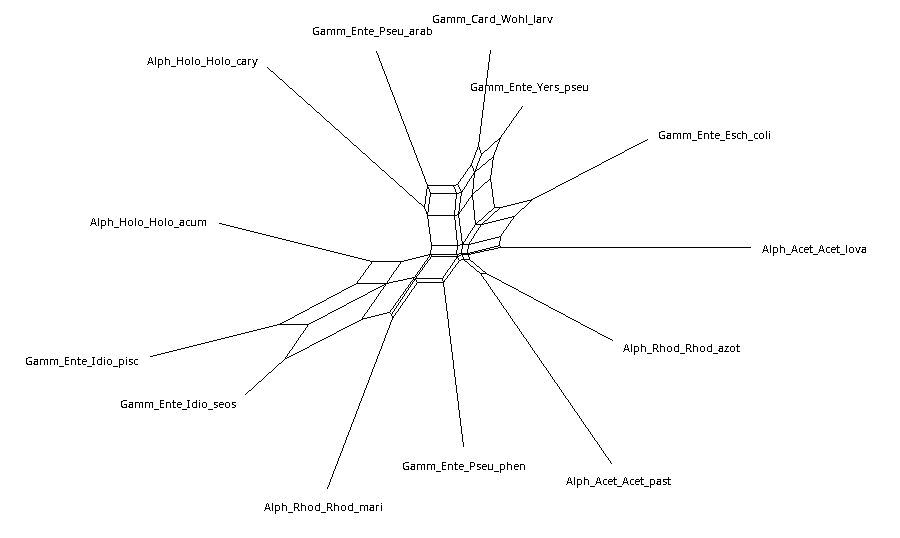 Gamm_Card_Wohl_larv
Gamm_Ente_Pseu_arab
Alph_Holo_Holo_cary
Gamm_Ente_Yers_pseu
Gamm_Ente_Esch_coli
Alph_Holo_Holo_acum
Alph_Acet_Acet_lova
Alph_Rhod_Rhod_azot
Gamm_Ente_Idio_pisc
Gamm_Ente_Idio_seos
Gamm_Ente_Pseu_phen
Alph_Acet_Acet_past
Alph_Rhod_Rhod_mari